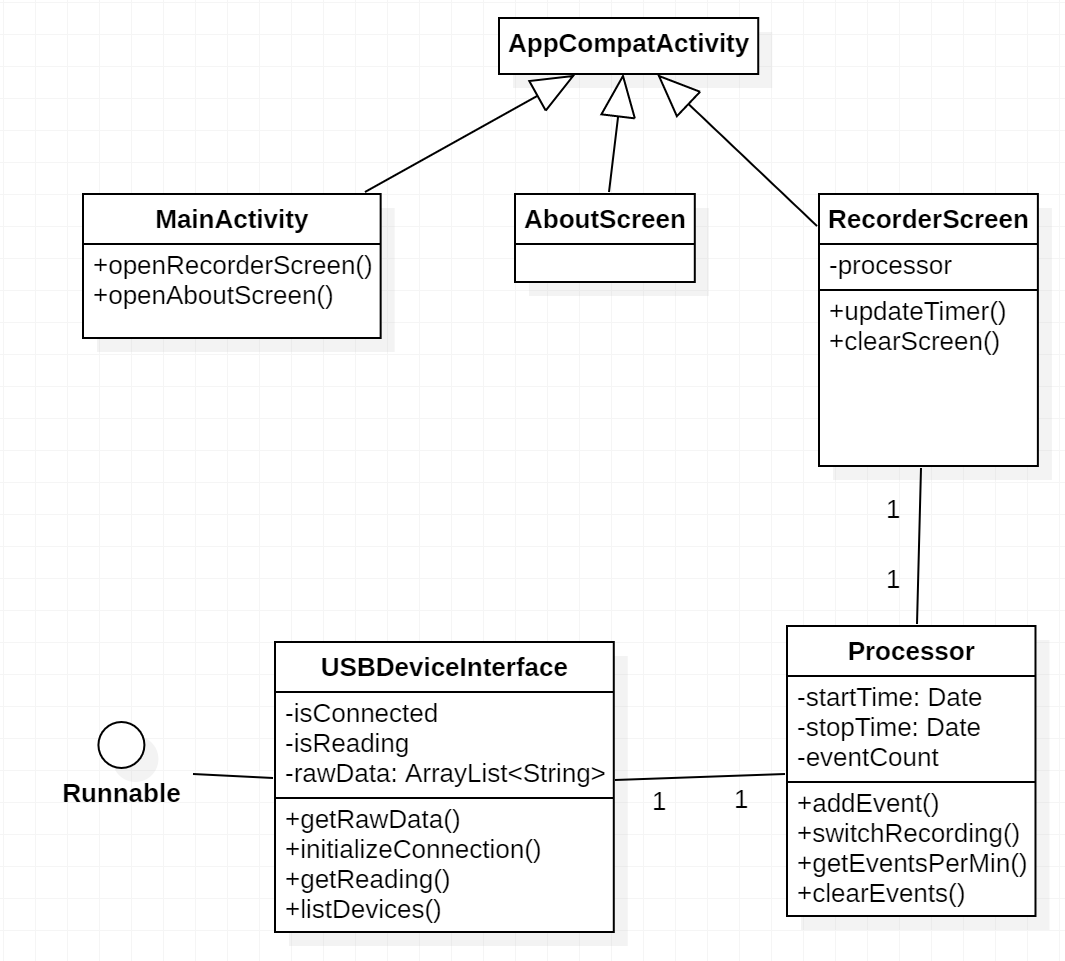 AppCompatActivity
MainActivity
+openRecorderScreen()
+openAboutScreen()
AboutScreen
RecorderScreen
-processor
+updateTimer()
+clearScreen()
1
1
Runnable
USBDeviceInterface
-isConnected
-isReading
-rawData: ArrayList<String>
+getRawData()
+initializeConnection()
+getReading()
+listDevices()
1
1
Processor
-startTime: Date
-stopTime: Date
-eventCount
+addEvent()
+switchRecording()
+getEventsPerMin()
+clearEvents()